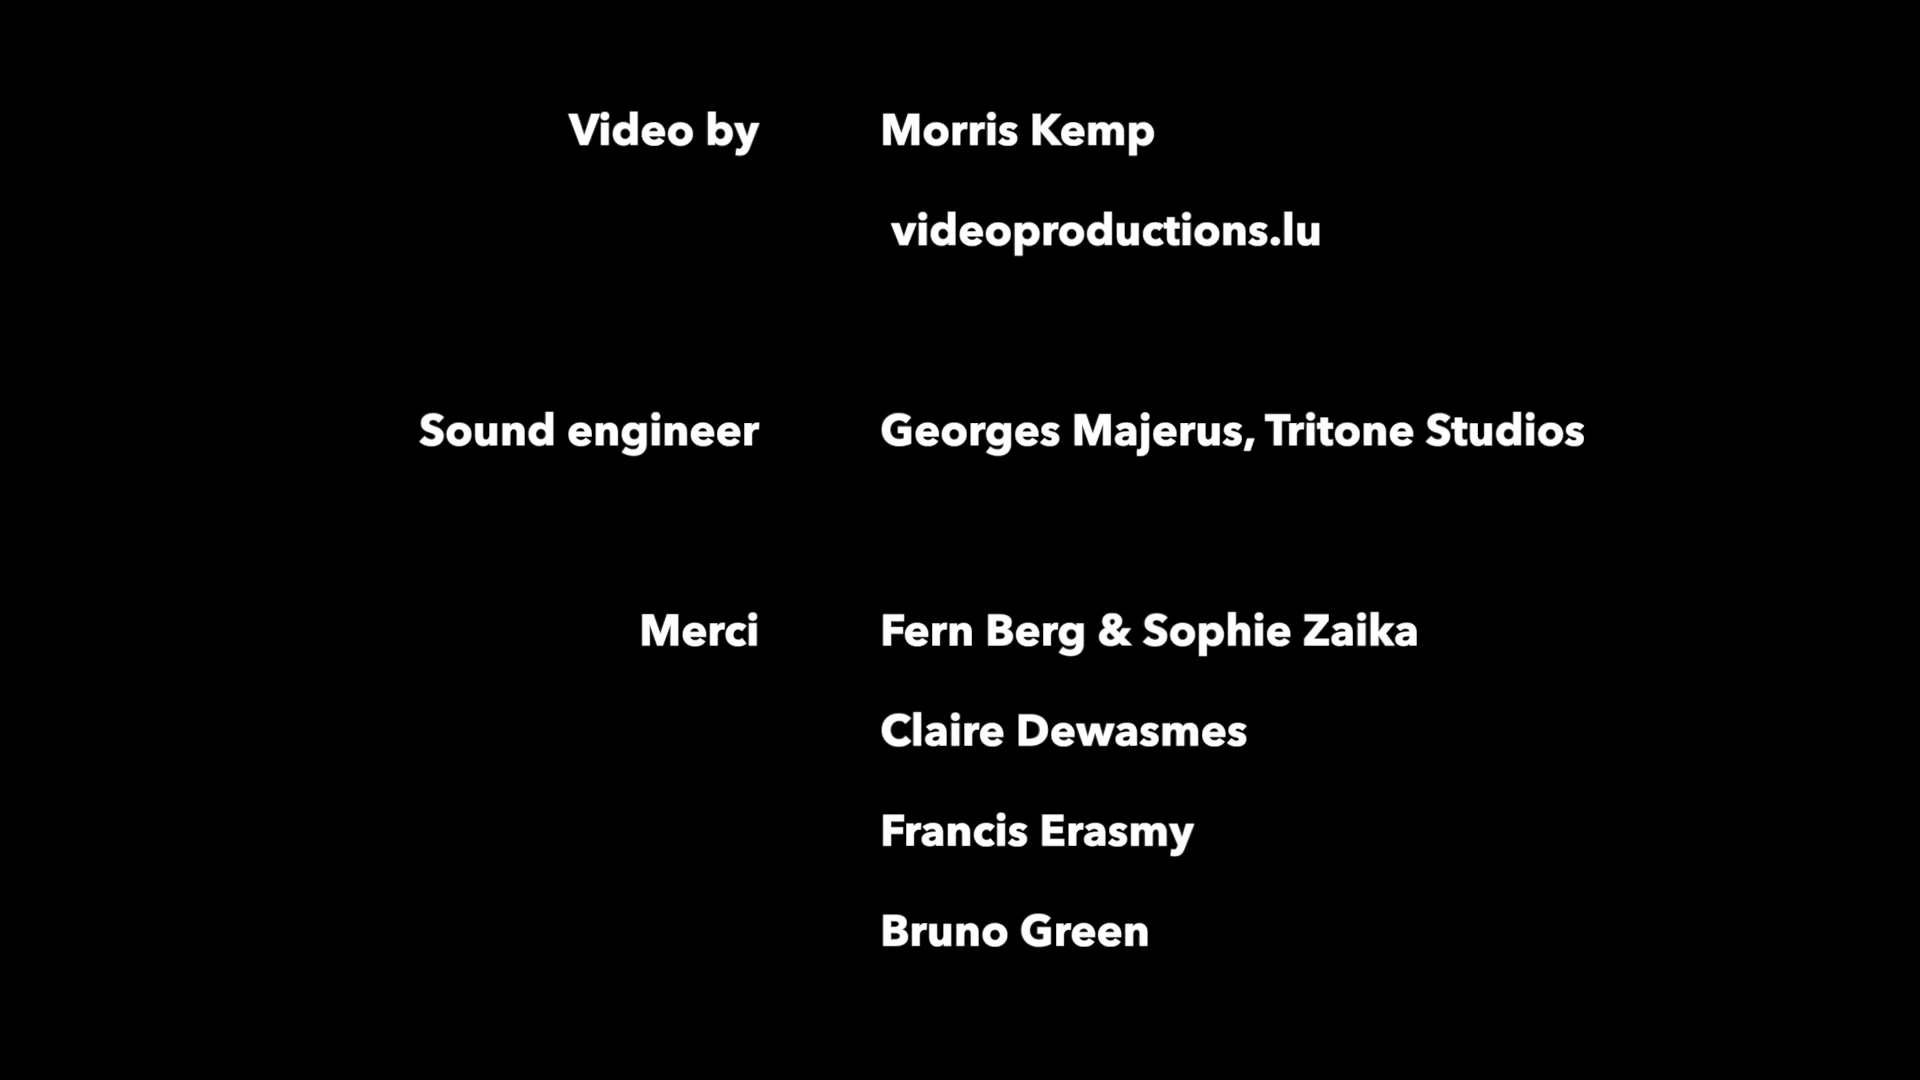 Video by Morris Kemp
videoproductions.lu
Sound engineer Georges Majerus, Tritone Studios
Merci Fern Berg & Sophie Zaika
Claire Dewasmes
Francis Erasmy
Bruno Green